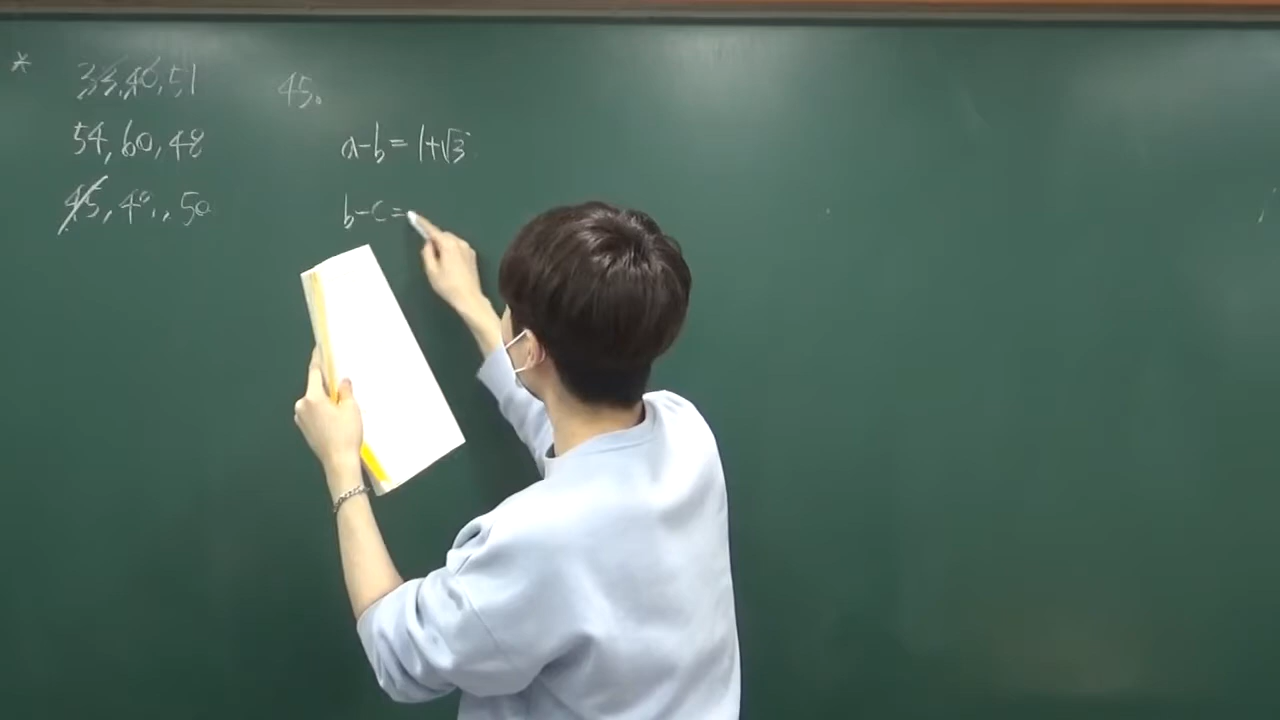 * 33, 40, 51
45.
54, 60, 48
a-b = 1+√3
45, 49, 50
b-c=